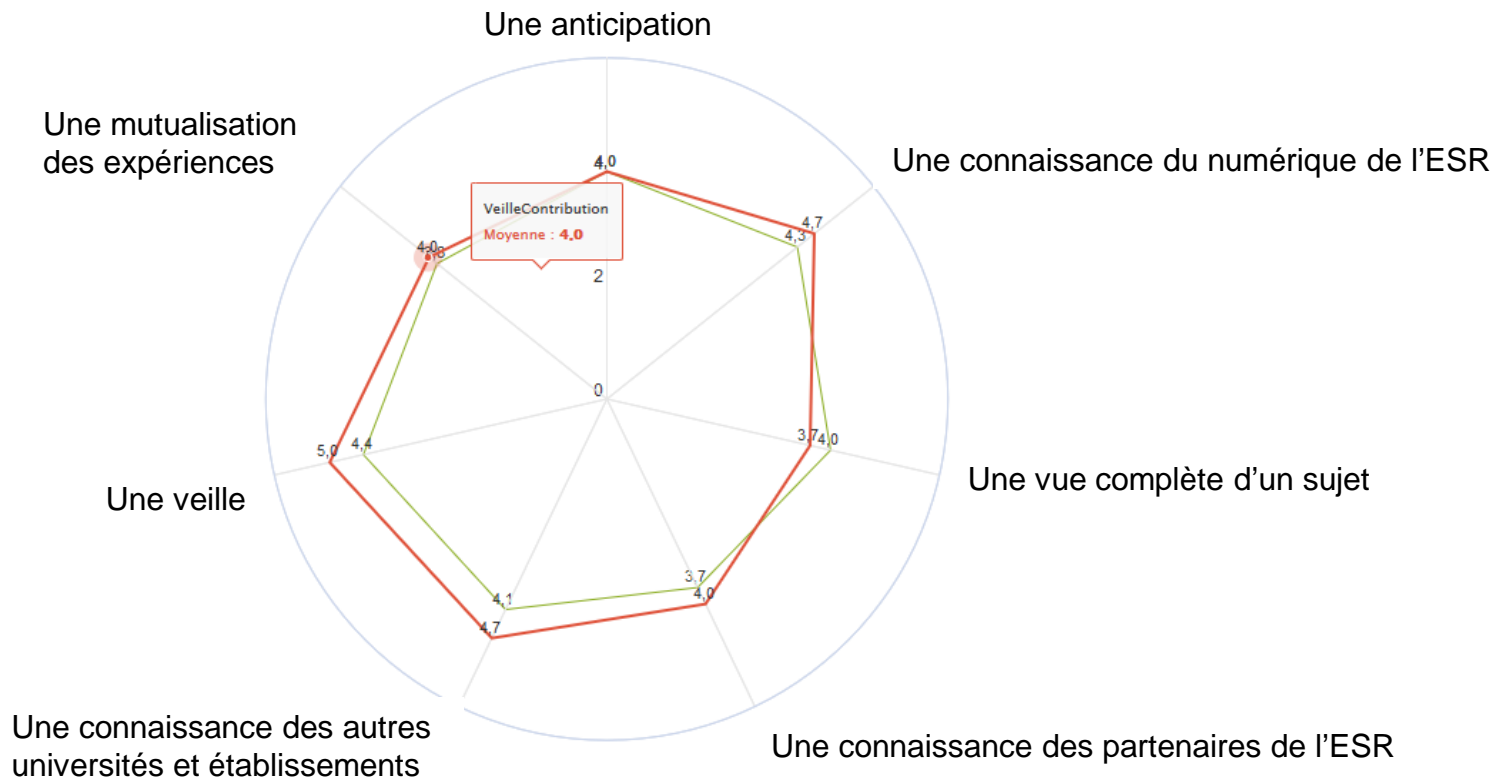 Une anticipation
Une mutualisation
des expériences
Une connaissance du numérique de l’ESR
4,0
VeilleContribution
Moyenne : 4,0
4,7
4,3
4,0
2
0
3,7
4,0
5,0
4,4
Une veille
Une vue complète d’un sujet
3,7
4,0
4,1
4,7
Une connaissance des autres
universités et établissements
Une connaissance des partenaires de l’ESR